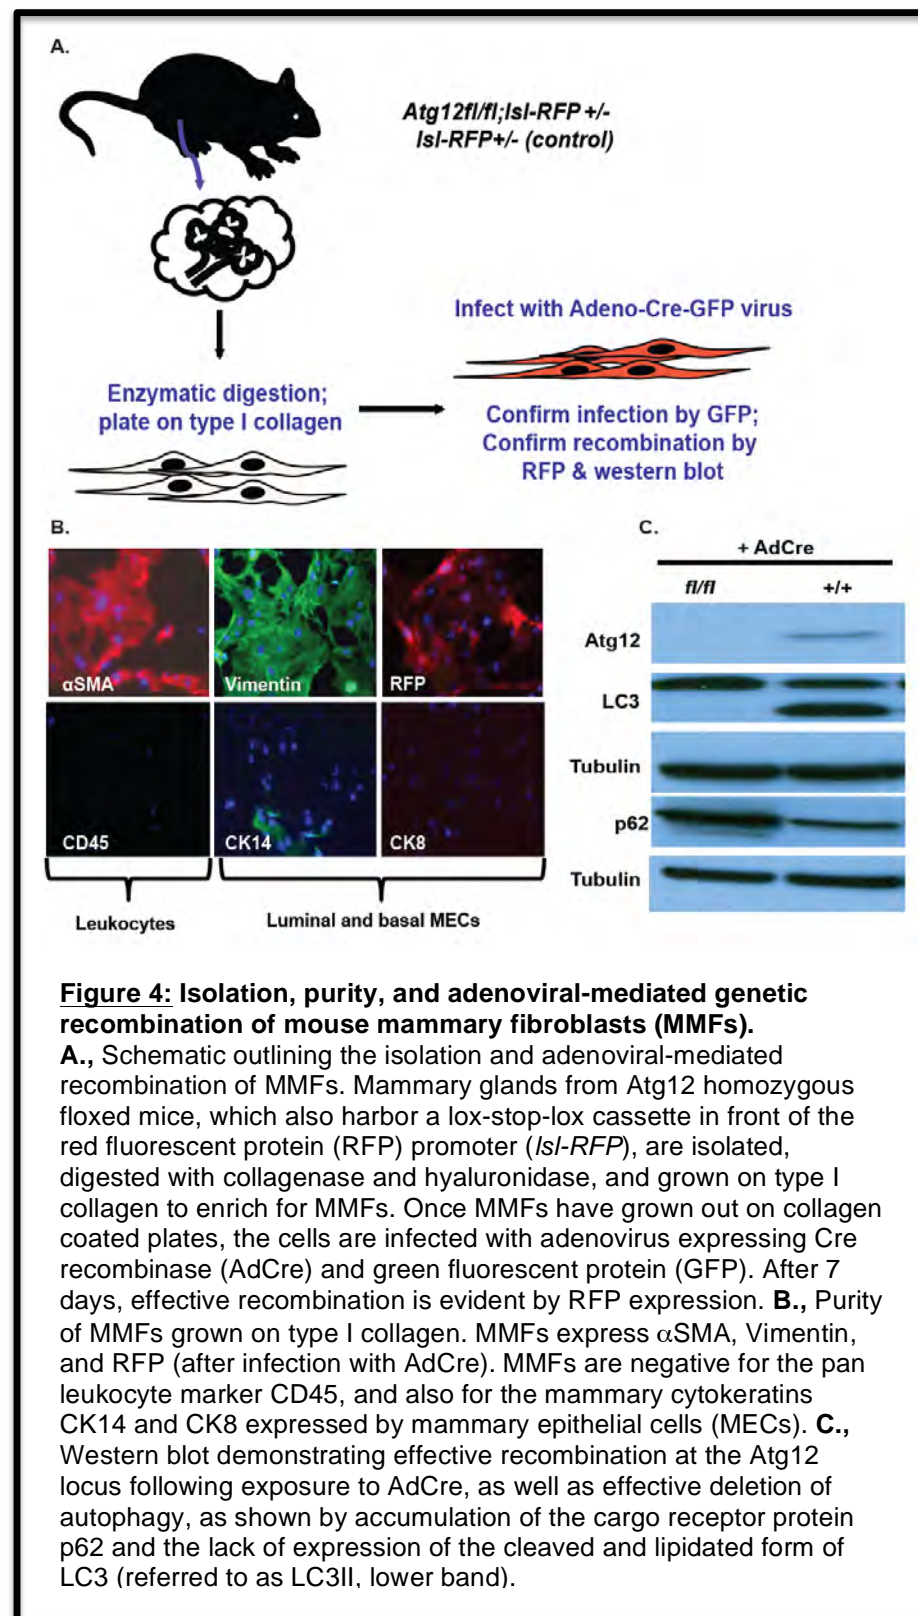 A.
Atg12fl/fl;lsl-RFP +/-
lsl-RFP+/- (control)
Infect with Adeno-Cre-GFP virus
Enzymatic digestion;
plate on type I collagen
Confirm infection by GFP;
Confirm recombination by
RFP & western blot
B.
αSMA
Vimentin
RFP
CD45
CK14
CK8
Leukocytes
Luminal and basal MECs
C.
+ AdCre
fl/fl
+/+
Atg12
LC3
Tubulin
p62
Tubulin
Figure 4: Isolation, purity, and adenoviral-mediated genetic
recombination of mouse mammary fibroblasts (MMFs).
A., Schematic outlining the isolation and adenoviral-mediated
recombination of MMFs. Mammary glands from Atg12 homozygous
floxed mice, which also harbor a lox-stop-lox cassette in front of the
red fluorescent protein (RFP) promoter (lsl-RFP), are isolated,
digested with collagenase and hyaluronidase, and grown on type I
collagen to enrich for MMFs. Once MMFs have grown out on collagen
coated plates, the cells are infected with adenovirus expressing Cre
recombinase (AdCre) and green fluorescent protein (GFP). After 7
days, effective recombination is evident by RFP expression. B., Purity
of MMFs grown on type I collagen. MMFs express αSMA, Vimentin,
and RFP (after infection with AdCre). MMFs are negative for the pan
leukocyte marker CD45, and also for the mammary cytokeratins
CK14 and CK8 expressed by mammary epithelial cells (MECs). C.,
Western blot demonstrating effective recombination at the Atg12
locus following exposure to AdCre, as well as effective deletion of
autophagy, as shown by accumulation of the cargo receptor protein
p62 and the lack of expression of the cleaved and lipidated form of
LC3 (referred to as LC3II, lower band).